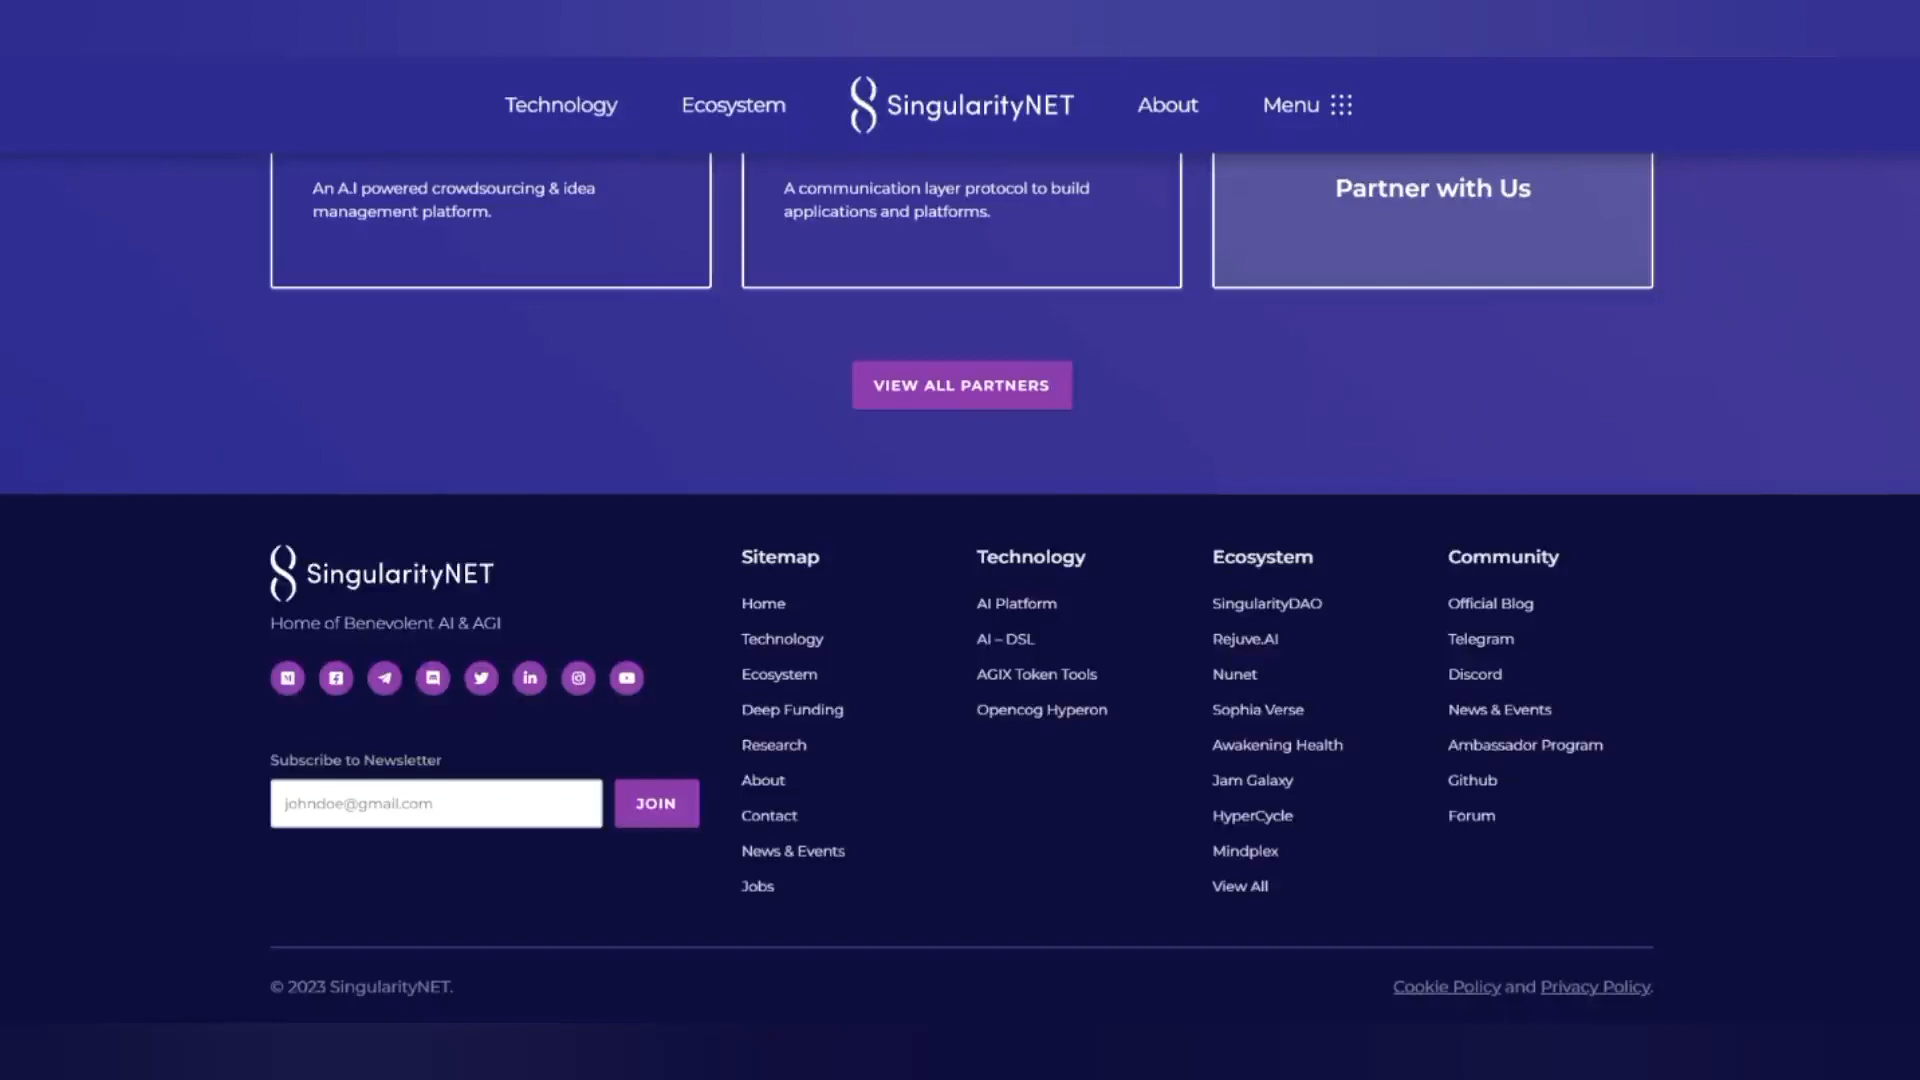 Technology
Ecosystem
SingularityNET
About
Menu
An A.I powered crowdsourcing & idea
management platform.
A communication layer protocol to build
applications and platforms.
Partner with Us
VIEW ALL PARTNERS
SingularityNET
Home of Benevolent AI & AGI
Subscribe to Newsletter
johndoe@gmail.com
JOIN
Sitemap
Home
Technology
Ecosystem
Deep Funding
Research
About
Contact
News & Events
Jobs
Technology
AI Platform
AI – DSL
AGIX Token Tools
Opencog Hyperon
Ecosystem
SingularityDAO
Rejuve.AI
Nunet
Sophia Verse
Awakening Health
Jam Galaxy
HyperCycle
Mindplex
View All
Community
Official Blog
Telegram
Discord
News & Events
Ambassador Program
Github
Forum
© 2023 SingularityNET.
Cookie Policy and Privacy Policy.